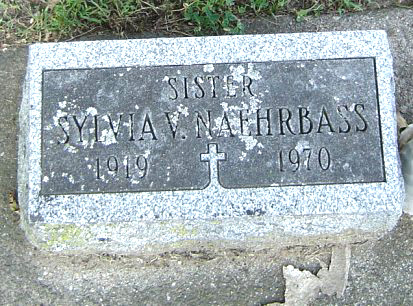 SISTER
SYLVIA V. NAEHRBASS
1919 1970